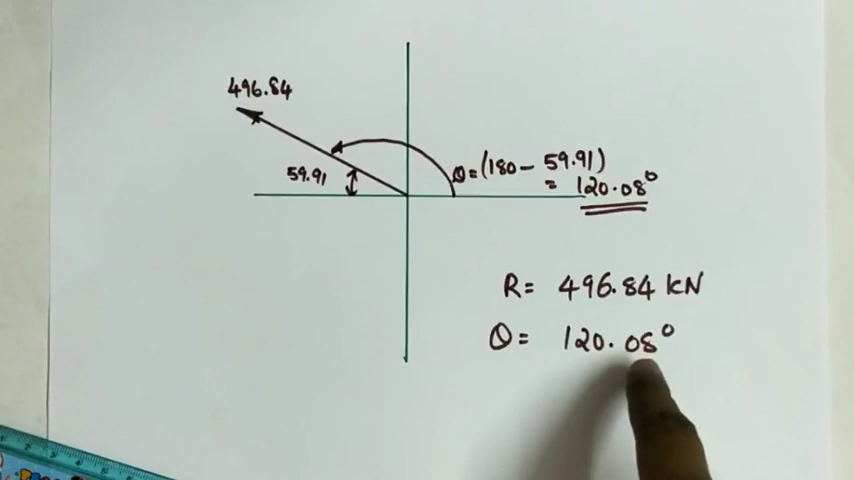 496.84
59.91
θ=(180- 59.91)
= 120.08°
R= 496.84 kN
θ= 120.08°